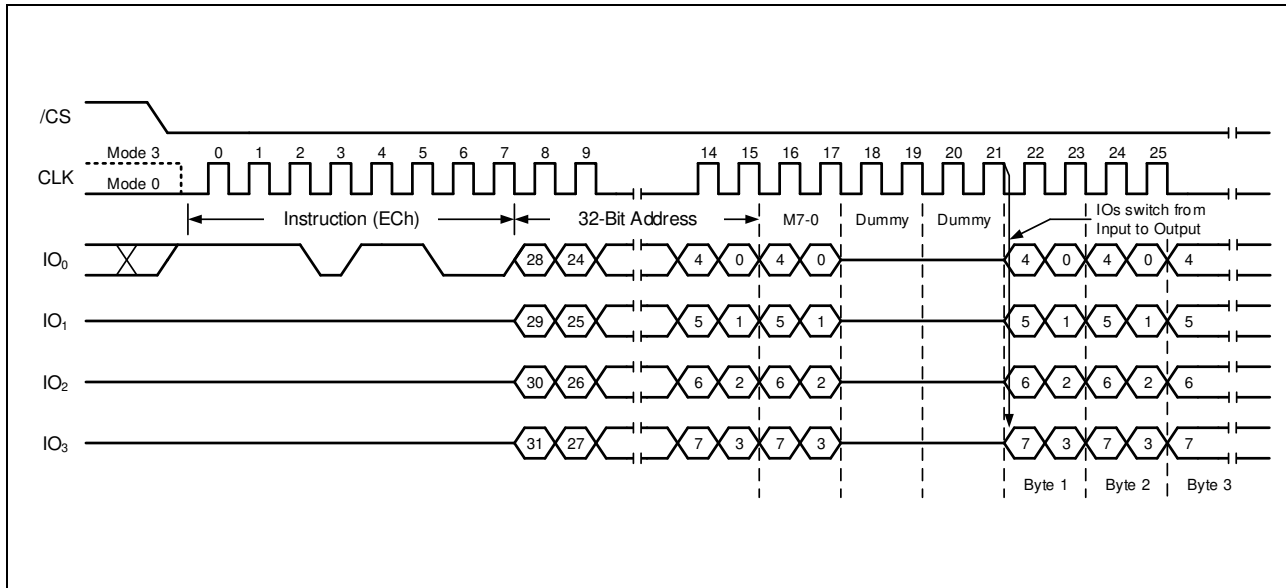 /CS
Mode 3 0 1 2 3 4 5 6 7 8 9 14 15 16 17 18 19 20 21 22 23 24 25
CLK
Mode 0
Instruction (ECh) 32-Bit Address M7-0 Dummy Dummy IOs switch from
Input to Output
IO₀ 28 24 4 0 4 0 4 0 4 0 4
IO₁ 29 25 5 1 5 1 5 1 5 1 5
IO₂ 30 26 6 2 6 2 6 2 6 2 6
IO₃ 31 27 7 3 7 3 7 3 7 3 7
Byte 1 Byte 2 Byte 3